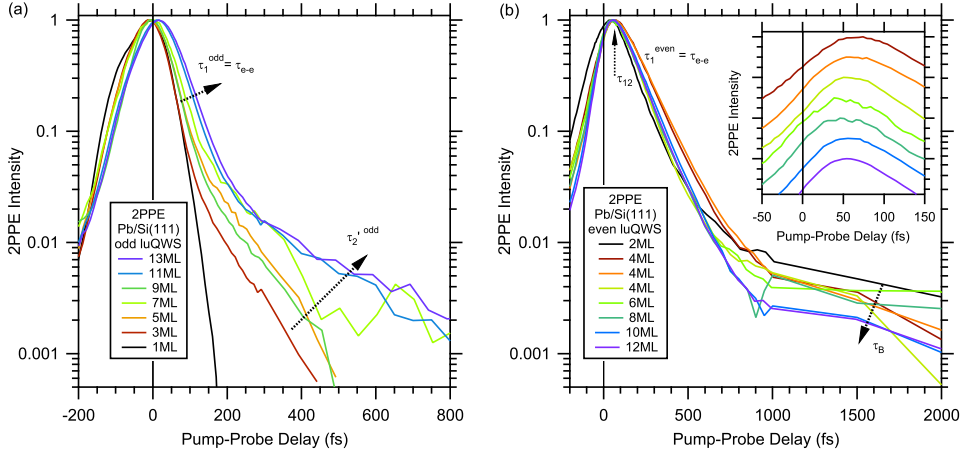 (a)
1
0.1
0.01
0.001
2PPE Intensity
τ₁ᵒᵈᵈ = τₑ₋ₑ
τ₂'ᵒᵈᵈ
2PPE
Pb/Si(111)
odd luQWS
13ML
11ML
9ML
7ML
5ML
3ML
1ML
-200
0
200
400
600
800
Pump-Probe Delay (fs)
(b)
1
0.1
0.01
0.001
2PPE Intensity
τ₁ᵉᵛᵉⁿ = τₑ₋ₑ
τ₁₂
2PPE
Pb/Si(111)
even luQWS
2ML
4ML
4ML
4ML
6ML
8ML
10ML
12ML
τ_B
0
500
1000
1500
2000
Pump-Probe Delay (fs)
2PPE Intensity
-50
0
50
100
150
Pump-Probe Delay (fs)